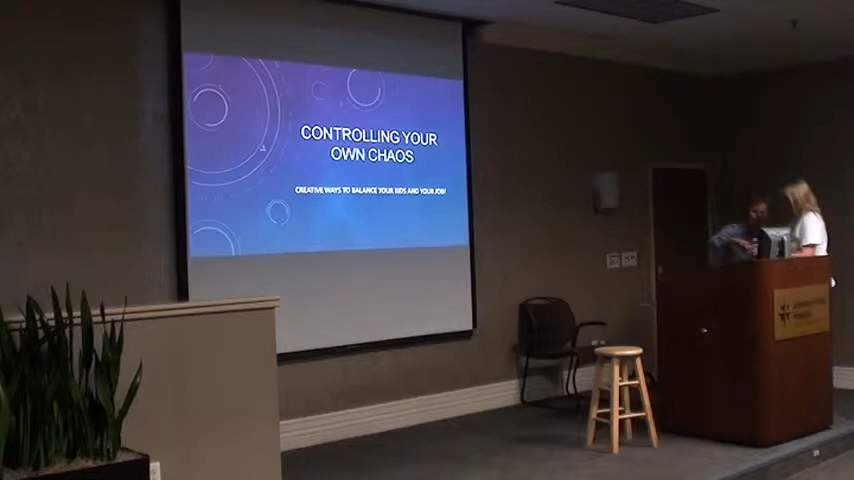 CONTROLLING YOUR
OWN CHAOS
CREATIVE WAYS TO BALANCE YOUR KIDS AND YOUR JOB!